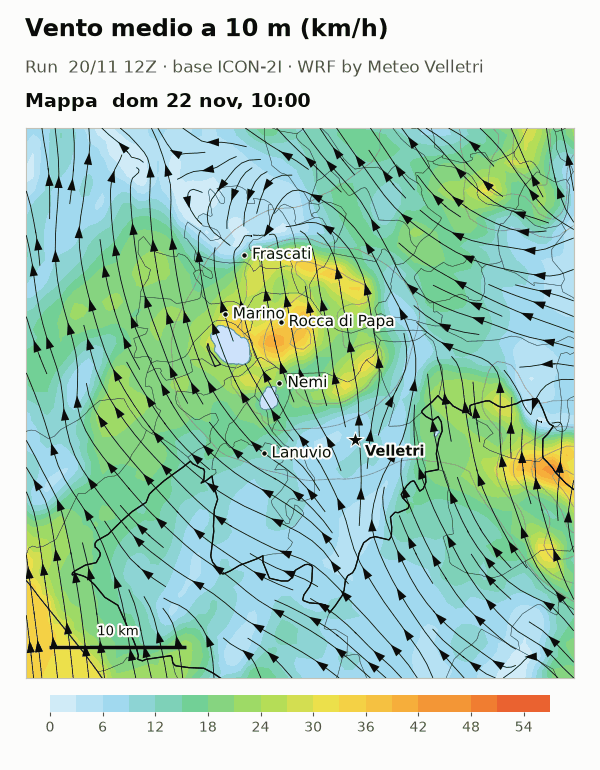 Vento medio a 10 m (km/h)
Run  20/11 12Z · base ICON-2I · WRF by Meteo Velletri
Mappa  dom 22 nov, 10:00
Frascati
Marino
Rocca di Papa
Nemi
Velletri
Lanuvio
10 km
0 6 12 18 24 30 36 42 48 54